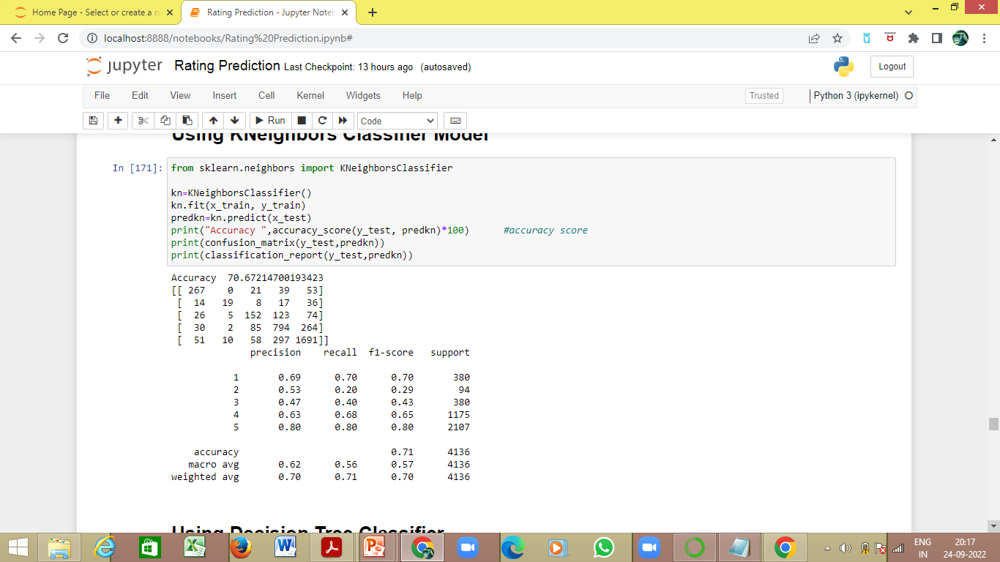 Home Page - Select or create a n
Rating Prediction - Jupyter Noteb
localhost:8888/notebooks/Rating%20Prediction.ipynb#
jupyter Rating Prediction Last Checkpoint: 13 hours ago (autosaved)
Logout
File Edit View Insert Cell Kernel Widgets Help
Trusted
Python 3 (ipykernel)
Run
Code
Using KNeighbors Classifier Model
In [171]:
from sklearn.neighbors import KNeighborsClassifier
kn=KNeighborsClassifier()
kn.fit(x_train, y_train)
predkn=kn.predict(x_test)
print("Accuracy ",accuracy_score(y_test, predkn)*100) #accuracy score
print(confusion_matrix(y_test,predkn))
print(classification_report(y_test,predkn))
Accuracy 70.67214700193423
[[ 267 0 21 39 53]
[ 14 19 8 17 36]
[ 26 5 152 123 74]
[ 30 2 85 794 264]
[ 51 10 58 297 1691]]
precision recall f1-score support
1 0.69 0.70 0.70 380
2 0.53 0.20 0.29 94
3 0.47 0.40 0.43 380
4 0.63 0.68 0.65 1175
5 0.80 0.80 0.80 2107
accuracy 0.71 4136
macro avg 0.62 0.56 0.57 4136
weighted avg 0.70 0.71 0.70 4136
Using Decision Tree Classifier
ENG
IN
20:17
24-09-2022